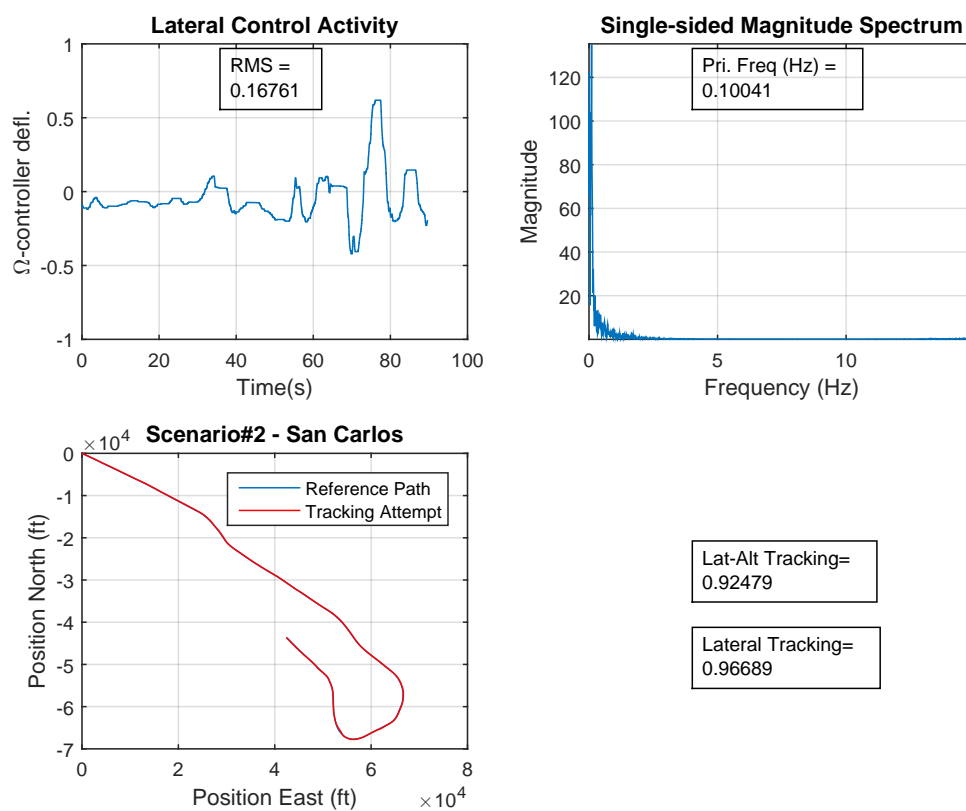 Lateral Control Activity
RMS =
0.16761
1
0.5
0
-0.5
-1
Ω-controller defl.
0 20 40 60 80 100
Time(s)
Single-sided Magnitude Spectrum
Pri. Freq (Hz) =
0.10041
120
100
80
60
40
20
Magnitude
0 5 10
Frequency (Hz)
Scenario#2 - San Carlos
×10⁴
0
-1
-2
-3
-4
-5
-6
-7
Position North (ft)
Reference Path
Tracking Attempt
0 2 4 6 8
Position East (ft)
×10⁴
Lat-Alt Tracking=
0.92479
Lateral Tracking=
0.96689